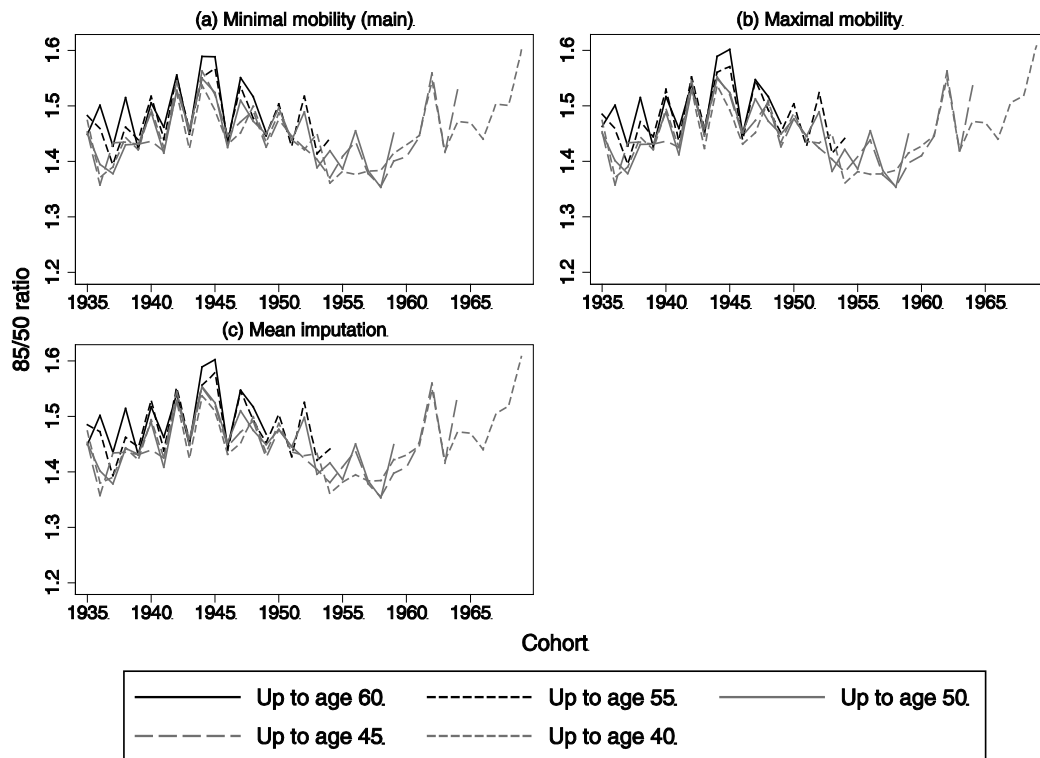 (a) Minimal mobility (main).
(b) Maximal mobility.
1.6
1.5
1.4
1.3
1.2
1935. 1940. 1945. 1950. 1955. 1960. 1965.
1.6
1.5
1.4
1.3
1.2
1935. 1940. 1945. 1950. 1955. 1960. 1965.
(c) Mean imputation.
1.6
1.5
1.4
1.3
1.2
1935. 1940. 1945. 1950. 1955. 1960. 1965.
85/50 ratio
Cohort
Up to age 60. Up to age 55. Up to age 50.
Up to age 45. Up to age 40.